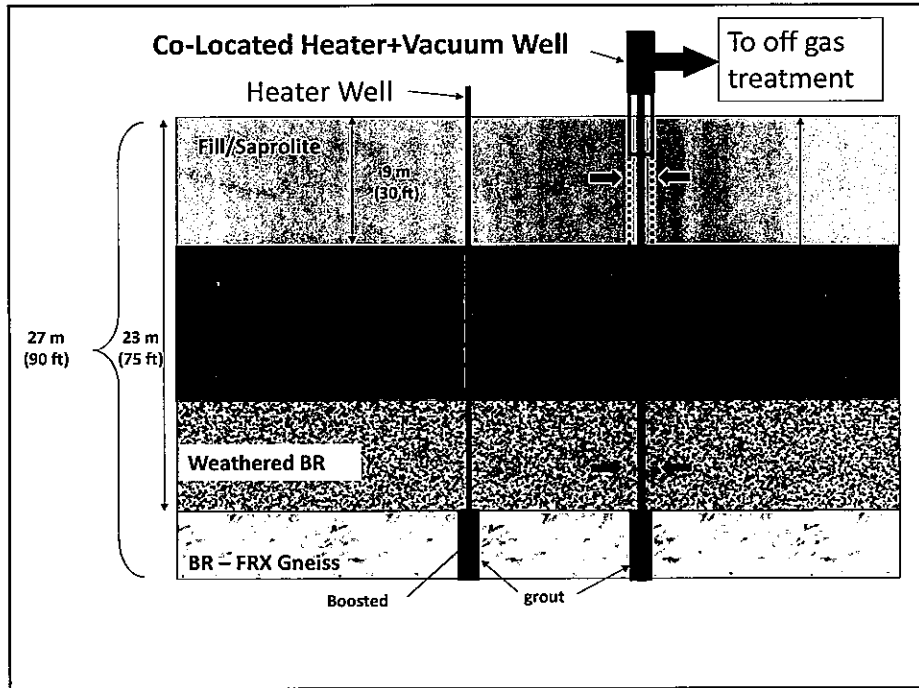 Co-Located Heater+Vacuum Well
To off gas
treatment
Heater Well
Fill/Saprolite
9 m
(30 ft)
27 m
(90 ft)
23 m
(75 ft)
Weathered BR
BR – FRX Gneiss
Boosted
grout